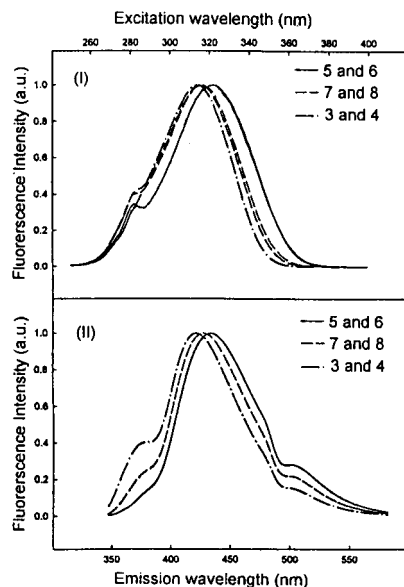 Excitation wavelength (nm)
240 260 280 300 320 340 360 380 400
(I)
5 and 6
7 and 8
3 and 4
Fluorerscence Intensity (a.u.)
1.0
0.8
0.6
0.4
0.2
0.0
(II)
5 and 6
7 and 8
3 and 4
Fluorerscence Intensity (a.u.)
1.0
0.8
0.6
0.4
0.2
0.0
350 400 450 500 550
Emission wavelength (nm)